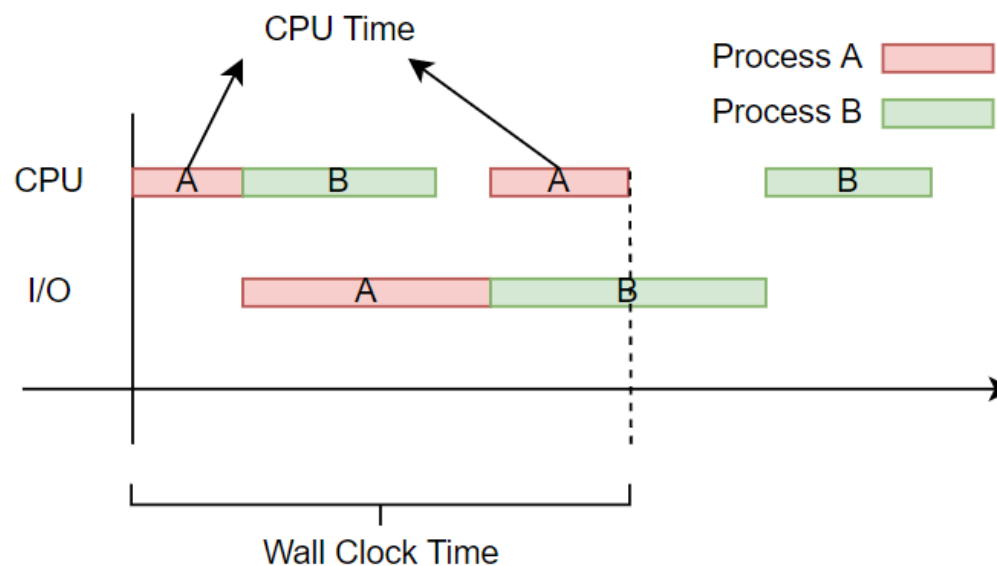 CPU Time
Process A
Process B
CPU
A
B
A
B
I/O
A
B
Wall Clock Time